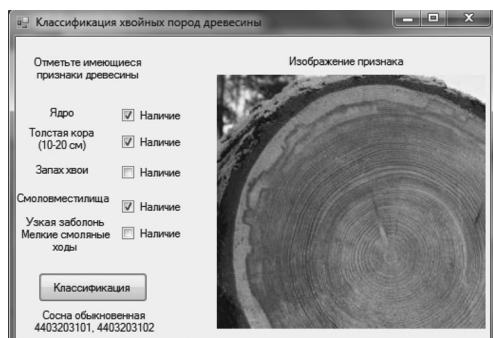 Классификация хвойных пород древесины
Отметьте имеющиеся
признаки древесины
Изображение признака
Ядро
Наличие
Толстая кора
(10-20 см)
Наличие
Запах хвои
Наличие
Смоловместилища
Наличие
Узкая заболонь
Мелкие смоляные
ходы
Наличие
Классификация
Сосна обыкновенная
4403203101, 4403203102